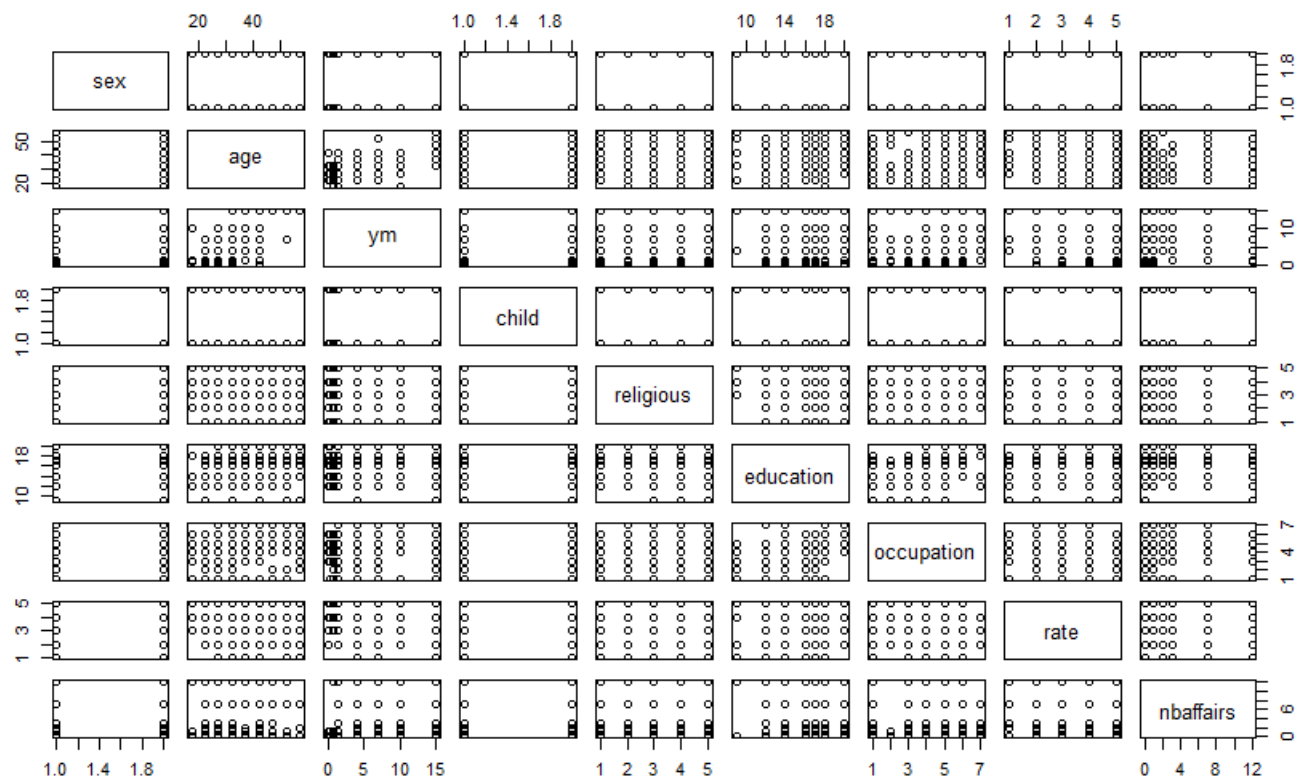 20 40 1.0 1.4 1.8 10 14 18 1 2 3 4 5
sex 1.0 1.8
20 50 age
ym 0 10
1.0 1.8 child
religious 1 3 5
10 18 education
occupation 1 4 7
1 3 5 rate
nbaffairs 0 6
1.0 1.4 1.8 0 5 10 15 1 2 3 4 5 1 3 5 7 0 4 8 12